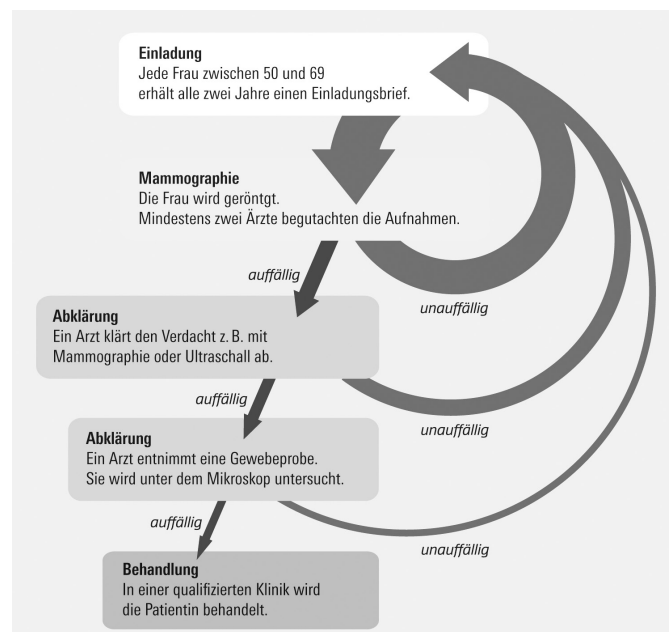 Einladung
Jede Frau zwischen 50 und 69
erhält alle zwei Jahre einen Einladungsbrief.
Mammographie
Die Frau wird geröntgt.
Mindestens zwei Ärzte begutachten die Aufnahmen.
auffällig
unauffällig
Abklärung
Ein Arzt klärt den Verdacht z. B. mit
Mammographie oder Ultraschall ab.
auffällig
unauffällig
Abklärung
Ein Arzt entnimmt eine Gewebeprobe.
Sie wird unter dem Mikroskop untersucht.
auffällig
unauffällig
Behandlung
In einer qualifizierten Klinik wird
die Patientin behandelt.